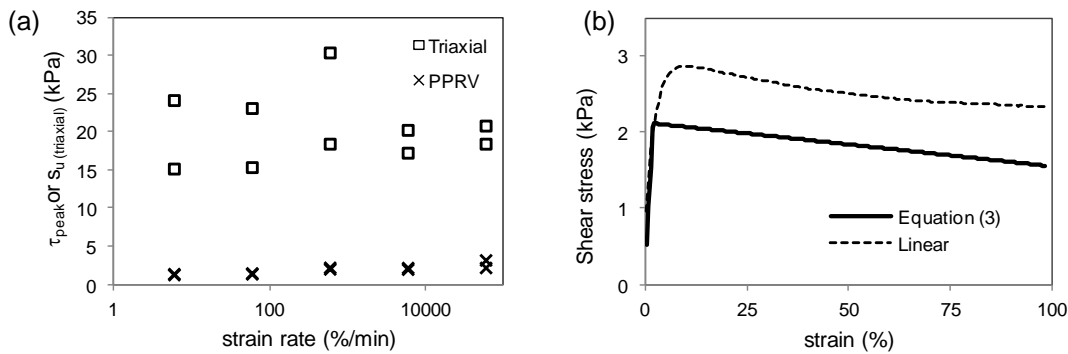 (a)
τpeak or su (triaxial) (kPa)
35
30
25
20
15
10
5
0
Triaxial
PPRV
1
100
10000
strain rate (%/min)
(b)
Shear stress (kPa)
3
2
1
0
Equation (3)
Linear
0
25
50
75
100
strain (%)